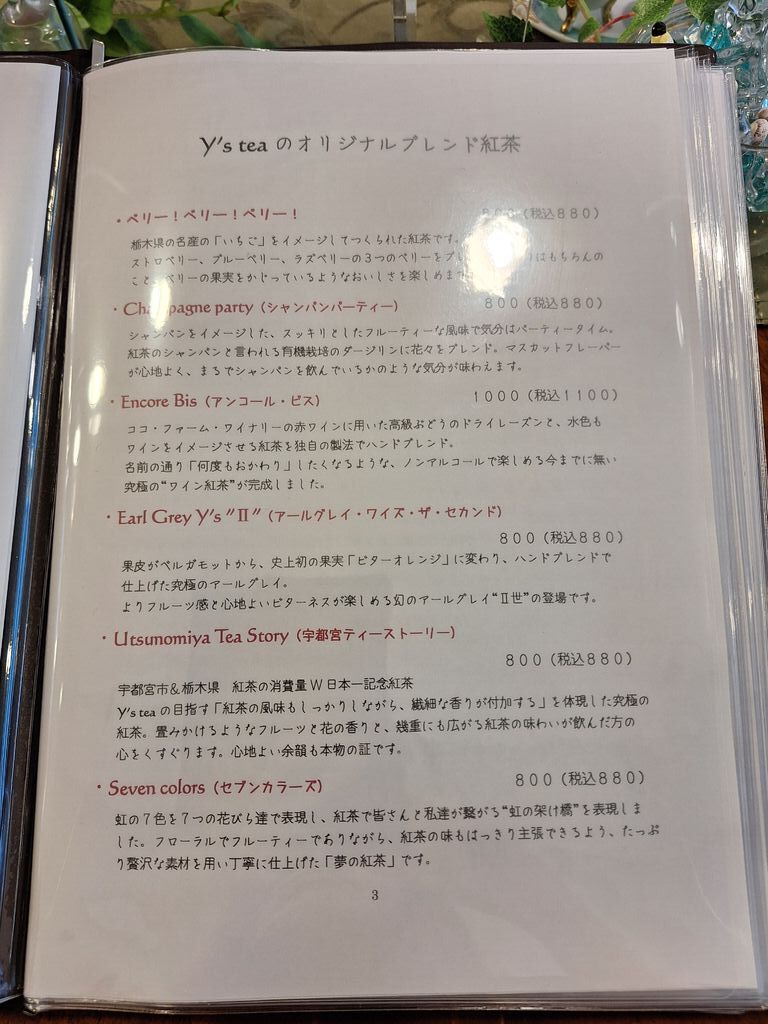 Y's tea のオリジナルブレンド紅茶
・ベリー！ベリー！ベリー！ 800（税込880）
栃木県の名産の「いちご」をイメージしてつくられた紅茶です。
ストロベリー、ブルーベリー、ラズベリーの３つのベリーをブレ はもちろんの
こと、ベリーの果実をかじっているようなおいしさを楽しめま
・Champagne party（シャンパンパーティー） 800（税込880）
シャンパンをイメージした、スッキリとしたフルーティーな風味で気分はパーティータイム。
紅茶のシャンパンと言われる有機栽培のダージリンに花々をブレンド。マスカットフレーバー
が心地よく、まるでシャンパンを飲んでいるかのような気分が味わえます。
・Encore Bis（アンコール・ビス） 1000（税込1100）
ココ・ファーム・ワイナリーの赤ワインに用いた高級ぶどうのドライレーズンと、水色も
ワインをイメージさせる紅茶を独自の製法でハンドブレンド。
名前の通り「何度もおかわり」したくなるような、ノンアルコールで楽しめる今までに無い
究極の“ワイン紅茶”が完成しました。
・Earl Grey Y's "Ⅱ"（アールグレイ・ワイズ・ザ・セカンド）
800（税込880）
果皮がベルガモットから、史上初の果実「ビターオレンジ」に変わり、ハンドブレンドで
仕上げた究極のアールグレイ。
よりフルーツ感と心地よいビターネスが楽しめる幻のアールグレイ“Ⅱ世”の登場です。
・Utsunomiya Tea Story（宇都宮ティーストーリー）
800（税込880）
宇都宮市＆栃木県　紅茶の消費量Ｗ日本一記念紅茶
Y's tea の目指す「紅茶の風味もしっかりしながら、繊細な香りが付加する」を体現した究極の
紅茶。畳みかけるようなフルーツと花の香りと、幾重にも広がる紅茶の味わいが飲んだ方の
心をくすぐります。心地よい余韻も本物の証です。
・Seven colors（セブンカラーズ） 800（税込880）
虹の７色を７つの花びら達で表現し、紅茶で皆さんと私達が繋がる“虹の架け橋”を表現しま
した。フローラルでフルーティーでありながら、紅茶の味もはっきり主張できるよう、たっぷ
り贅沢な素材を用い丁寧に仕上げた「夢の紅茶」です。
3